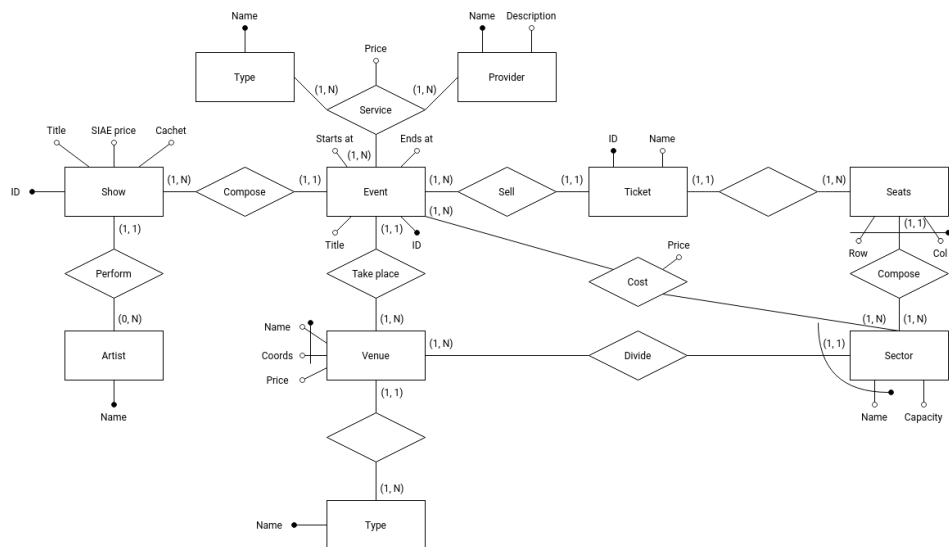 Name
Name
Description
Price
Type
Provider
(1, N)
(1, N)
Service
Title
SIAE price
Cachet
Starts at
Ends at
ID
Name
(1, N)
ID
Show
(1, N)
Compose
(1, 1)
Event
(1, N)
Sell
(1, 1)
Ticket
(1, 1)
(1, N)
Seats
(1, N)
(1, 1)
(1, 1)
Title
ID
(1, 1)
Price
Row
Col
Perform
Take place
Cost
Compose
(0, N)
(1, N)
(1, N)
(1, N)
Name
Artist
Coords
Venue
(1, N)
Divide
(1, 1)
Sector
Price
(1, 1)
Name
Name
Capacity
(1, N)
Name
Type